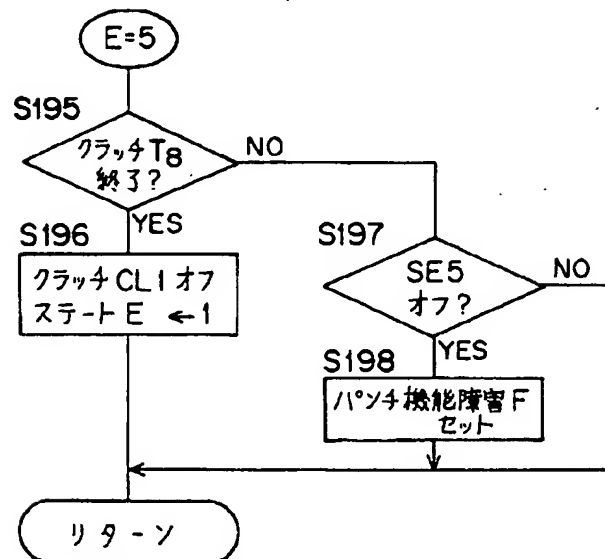 E=5
S195
クラッチT8
終了?
NO
YES
S196
クラッチCL1オフ
ステートE ←1
S197
SE5
オフ?
NO
YES
S198
パンチ機能障害F
セット
リターン